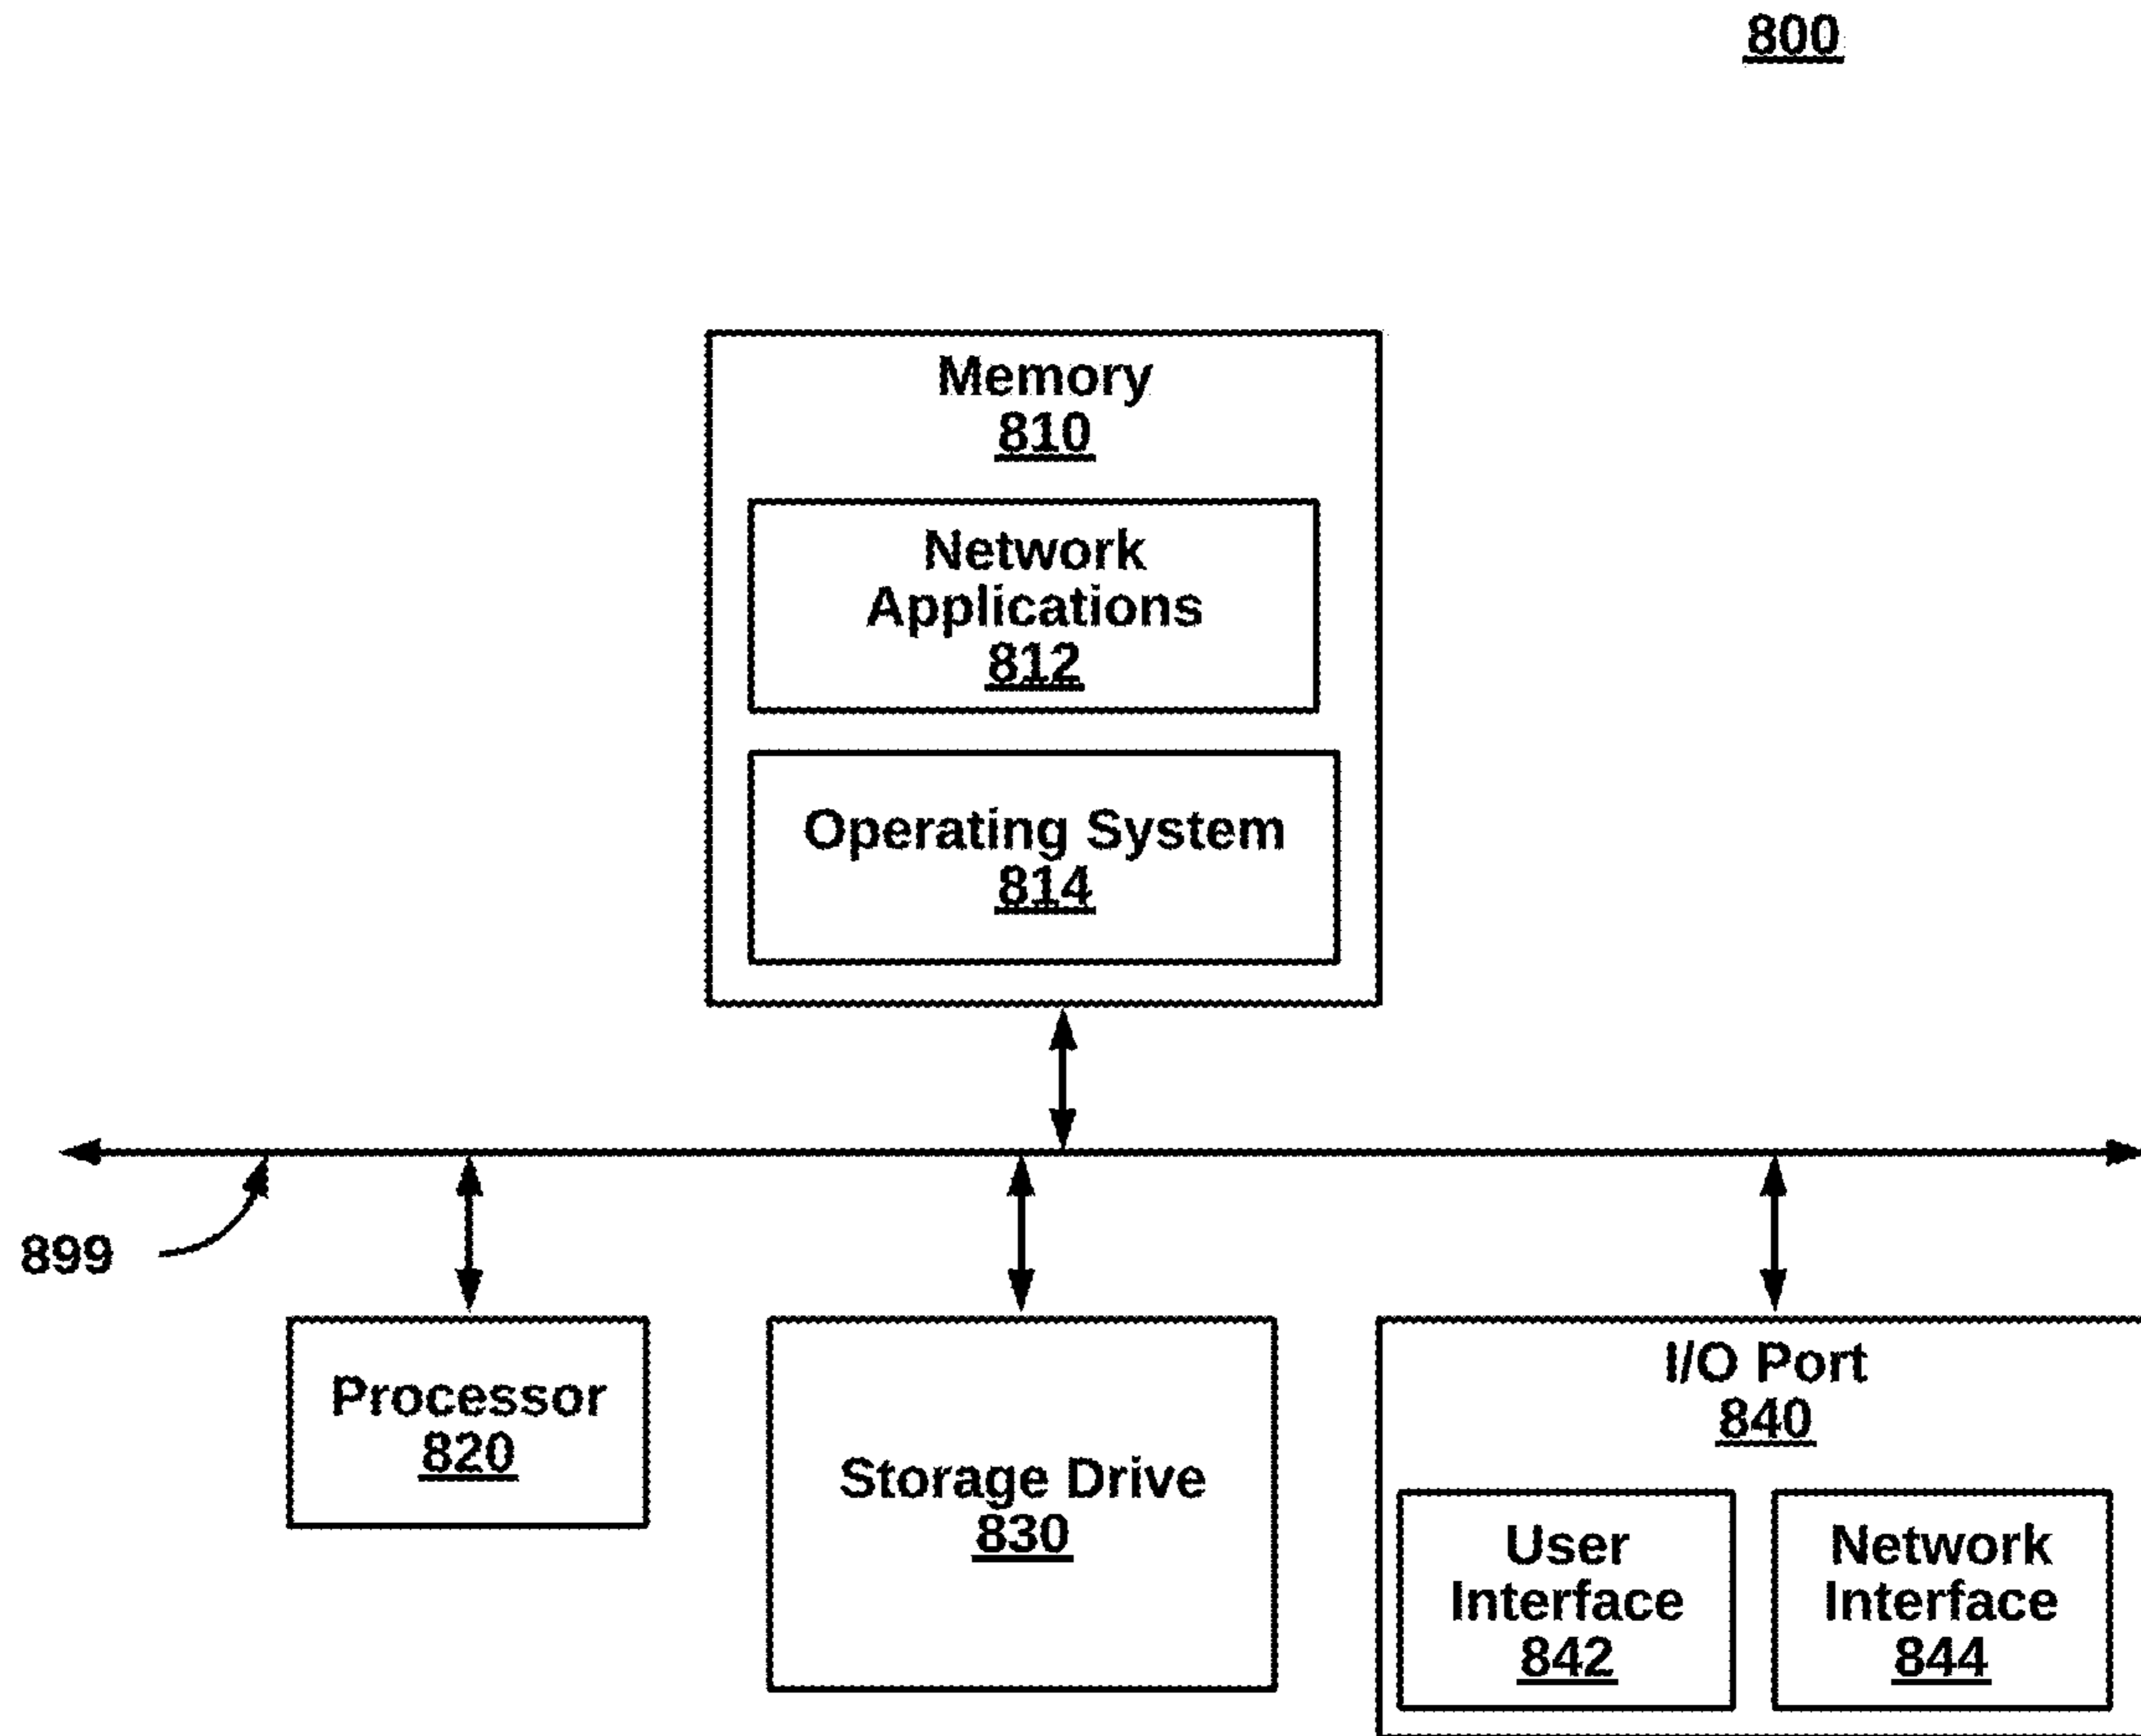 800
Memory
810
Network
Applications
812
Operating System
814
899
Processor
820
Storage Drive
830
I/O Port
840
User
Interface
842
Network
Interface
844